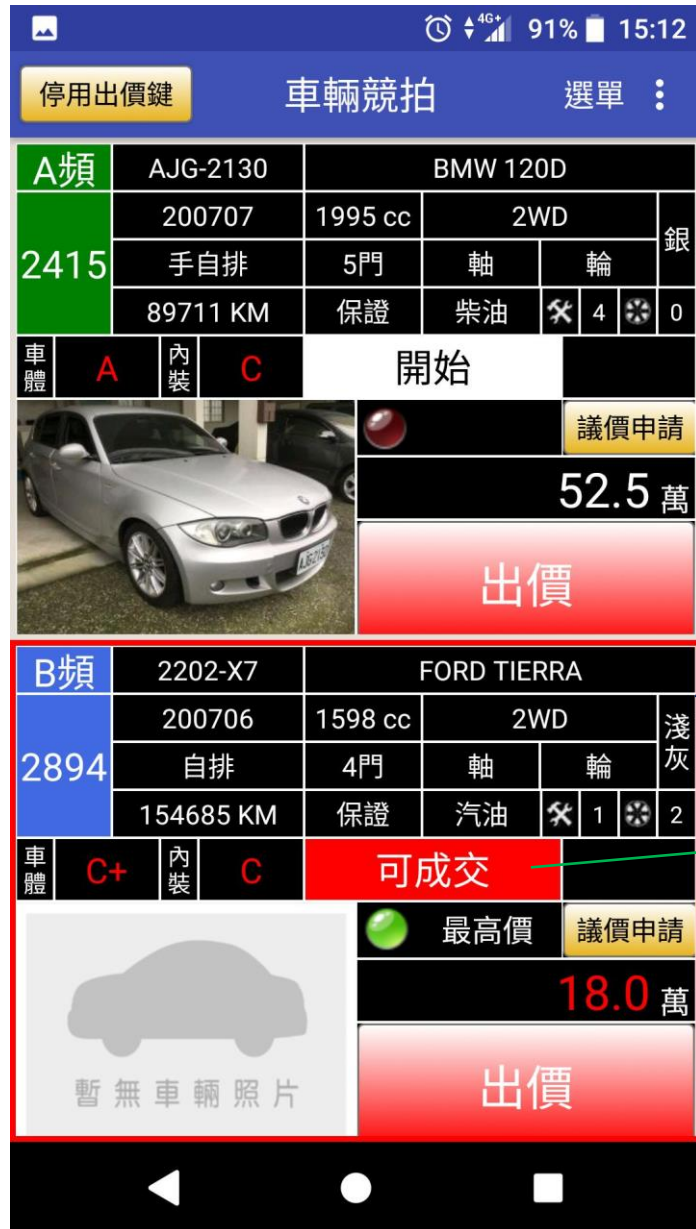 4G+ 91% 15:12
停用出價鍵 車輛競拍 選單
A頻 AJG-2130 BMW 120D
2415 200707 1995 cc 2WD 銀
手自排 5門 軸 輪
89711 KM 保證 柴油 4 0
車體 A 內裝 C 開始
議價申請
AJG2130
52.5 萬
出價
B頻 2202-X7 FORD TIERRA
2894 200706 1598 cc 2WD 淺灰
自排 4門 軸 輪
154685 KM 保證 汽油 1 2
車體 C+ 內裝 C 可成交
最高價 議價申請
18.0 萬
暫無車輛照片
出價